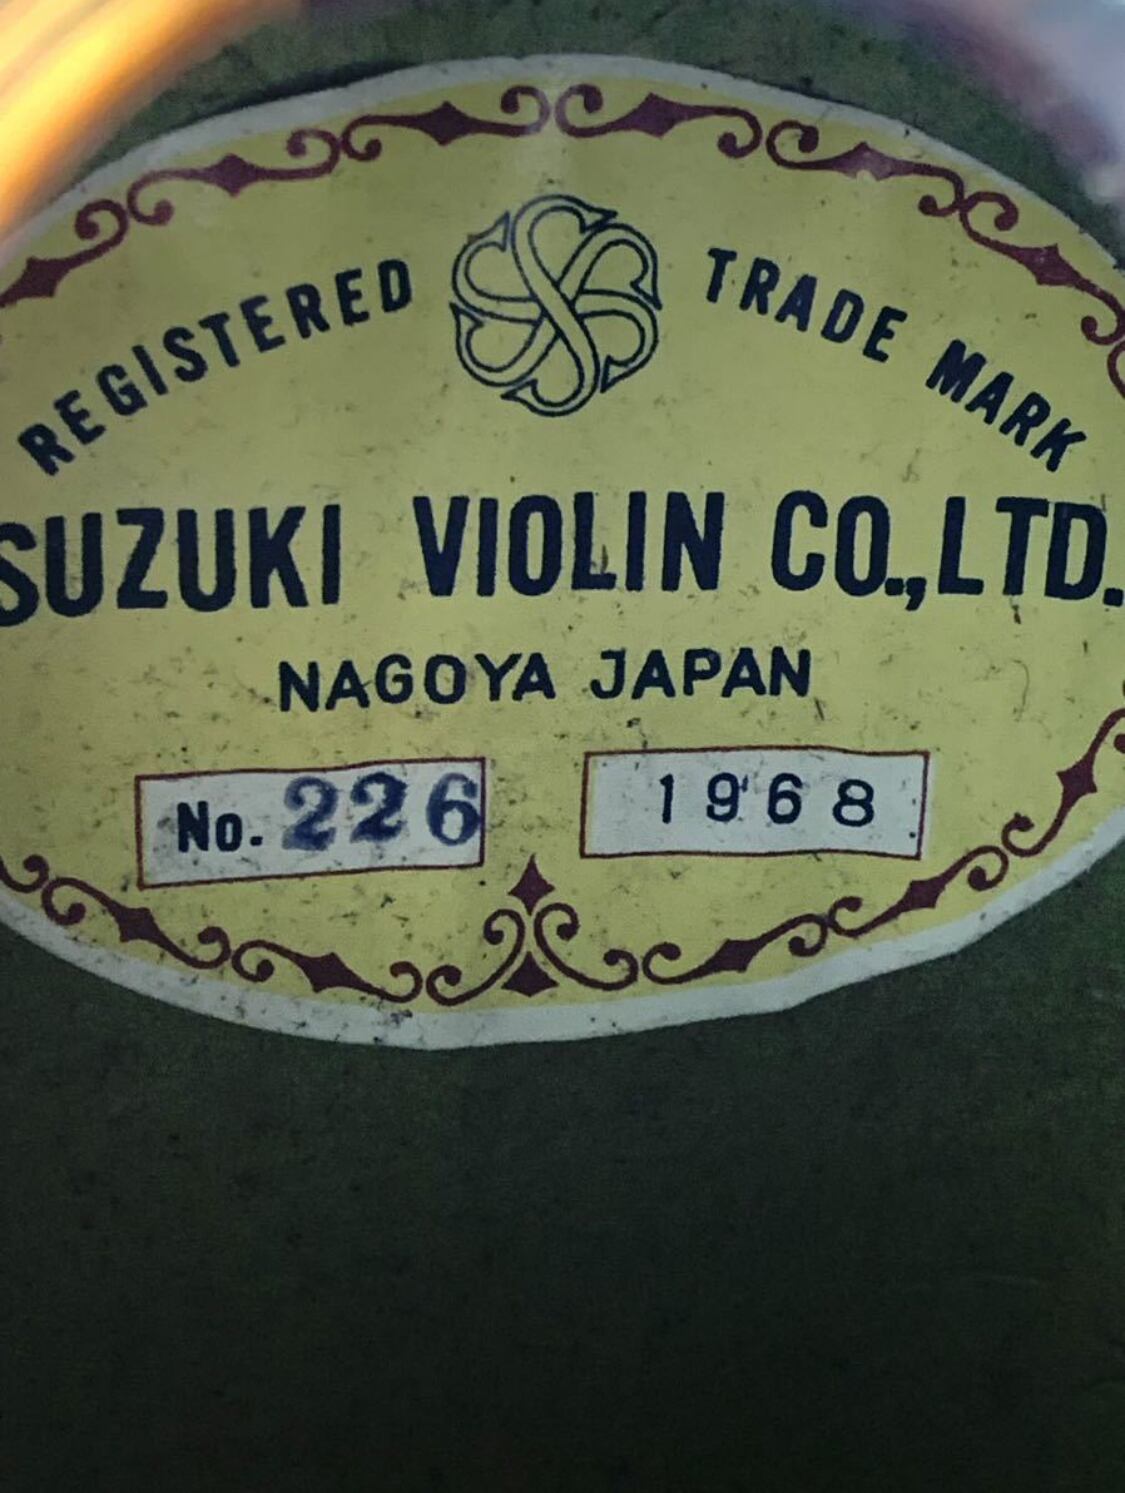 REGISTERED TRADE MARK
SUZUKI VIOLIN CO.,LTD.
NAGOYA JAPAN
No. 226
1968